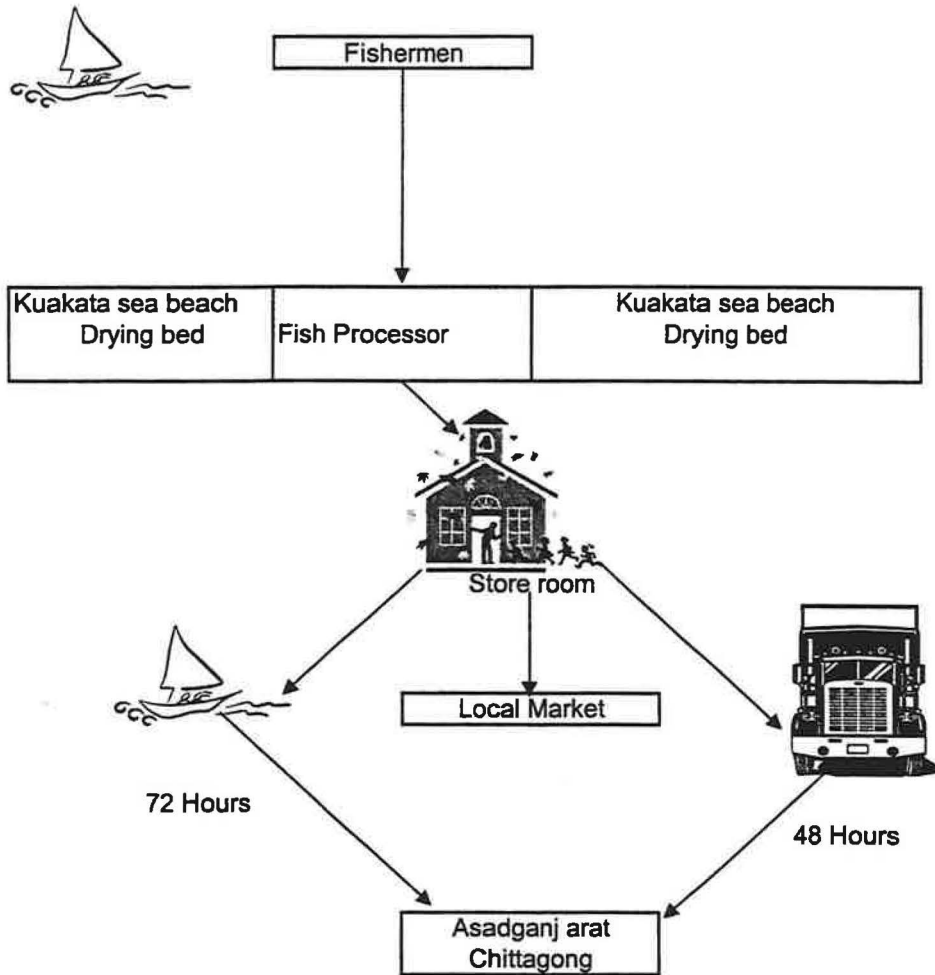 Fishermen
Kuakata sea beach
Drying bed
Fish Processor
Kuakata sea beach
Drying bed
Store room
Local Market
72 Hours
48 Hours
Asadganj arat
Chittagong